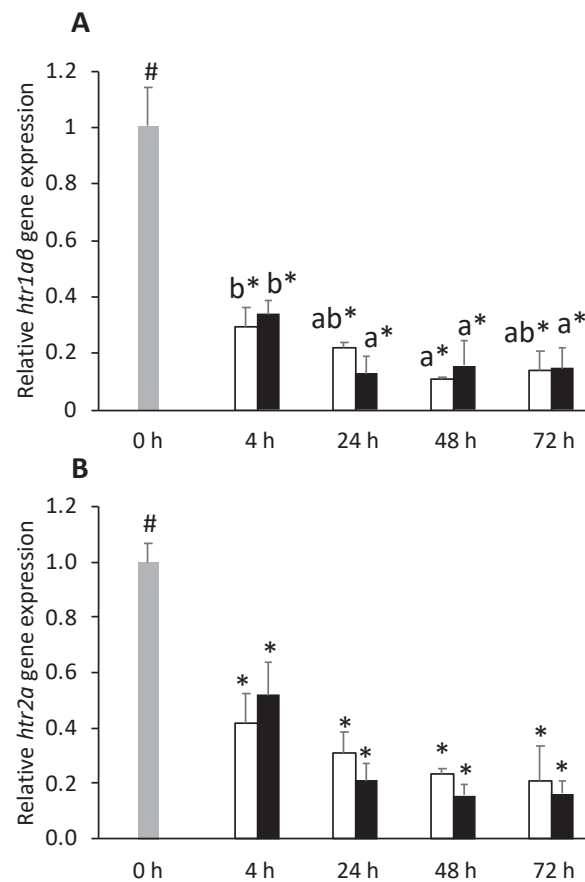 A
Relative htr1aβ gene expression
1.2
1
0.8
0.6
0.4
0.2
0
#
b* b*
ab* a*
a* a*
ab* a*
0 h 4 h 24 h 48 h 72 h
B
Relative htr2a gene expression
1.2
1.0
0.8
0.6
0.4
0.2
0.0
#
* *
* *
* *
* *
0 h 4 h 24 h 48 h 72 h